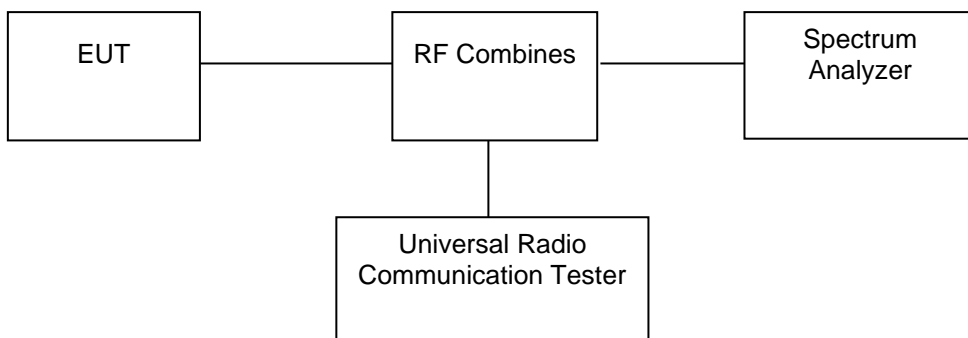 EUT
RF Combines
Spectrum
Analyzer
Universal Radio
Communication Tester